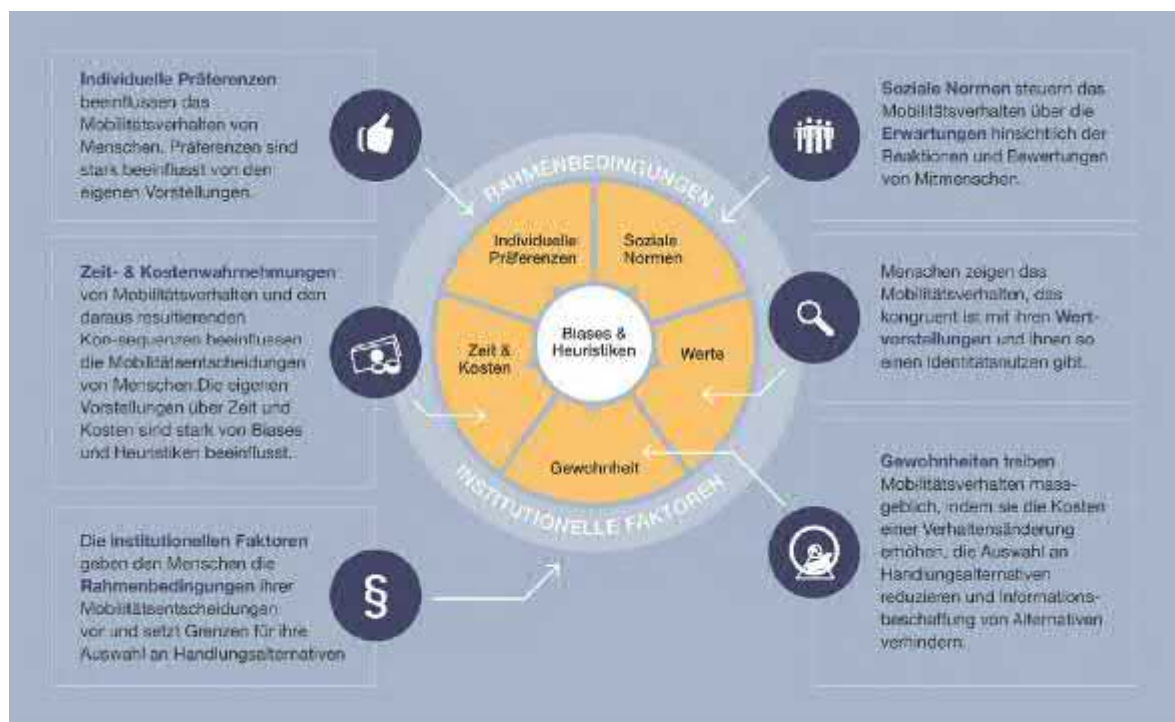 Individuelle Präferenzen
beeinflussen das
Mobilitätsverhalten von
Menschen. Präferenzen sind
stark beeinflusst von den
eigenen Vorstellungen.
Zeit- & Kostenwahrnehmungen
von Mobilitätsverhalten und den
daraus resultierenden
Kon-sequenzen beeinflussen
die Mobilitätsentscheidungen
von Menschen.Die eigenen
Vorstellungen über Zeit und
Kosten sind stark von Biases
und Heuristiken beeinflusst.
Die institutionellen Faktoren
geben den Menschen die
Rahmenbedingungen ihrer
Mobilitätsentscheidungen
vor und setzt Grenzen für ihre
Auswahl an Handlungsalternativen
§
RAHMENBEDINGUNGEN
Individuelle
Präferenzen
Soziale
Normen
Biases &
Heuristiken
Zeit &
Kosten
Werte
Gewohnheit
INSTITUTIONELLE FAKTOREN
Soziale Normen steuern das
Mobilitätsverhalten über die
Erwartungen hinsichtlich der
Reaktionen und Bewertungen
von Mitmenschen.
Menschen zeigen das
Mobilitätsverhalten, das
kongruent ist mit ihren Wert-
vorstellungen und ihnen so
einen Identitätsnutzen gibt.
Gewohnheiten treiben
Mobilitätsverhalten mass-
geblich, indem sie die Kosten
einer Verhaltensänderung
erhöhen, die Auswahl an
Handlungsalternativen
reduzieren und Informations-
beschaffung von Alternativen
verhindern.